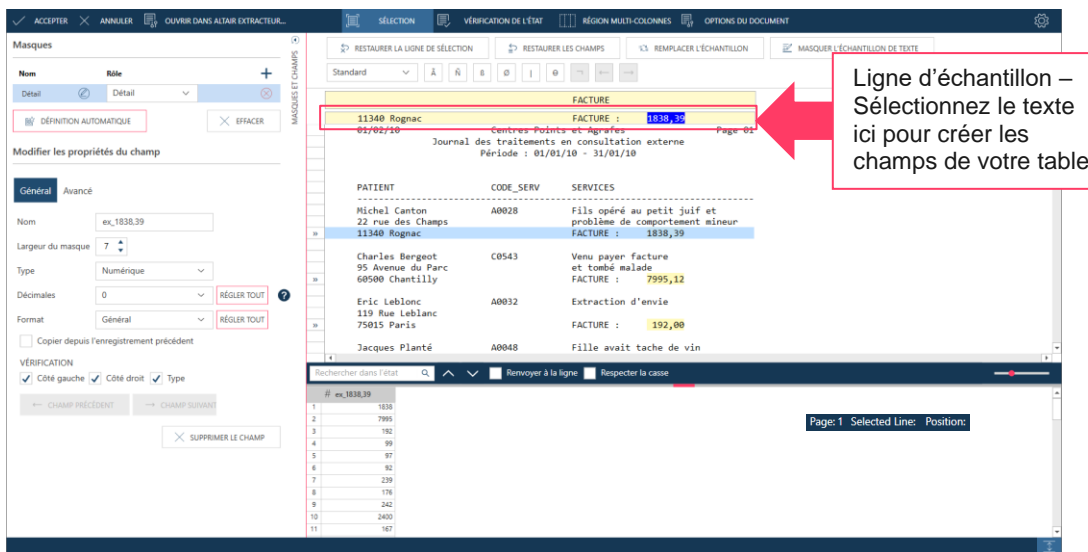 ACCEPTER ANNULER OUVRIR DANS ALTAIR EXTRACTEUR... SÉLECTION VÉRIFICATION DE L'ÉTAT RÉGION MULTI-COLONNES OPTIONS DU DOCUMENT
Masques
Nom Rôle
Détail Détail
DÉFINITION AUTOMATIQUE EFFACER
Modifier les propriétés du champ
Général Avancé
Nom ex_1838,39
Largeur du masque 7
Type Numérique
Décimales 0 RÉGLER TOUT ?
Format Général RÉGLER TOUT
Copier depuis l'enregistrement précédent
VÉRIFICATION
Côté gauche Côté droit Type
← CHAMP PRÉCÉDENT → CHAMP SUIVANT
SUPPRIMER LE CHAMP
MASQUES ET CHAMPS
RESTAURER LA LIGNE DE SÉLECTION RESTAURER LES CHAMPS REMPLACER L'ÉCHANTILLON MASQUER L'ÉCHANTILLON DE TEXTE
Standard Ä Ñ ß Ø | ¬ ← →
FACTURE
11340 Rognac FACTURE : 1838,39
01/02/10 Centres Points et Agrafes Page 01
Journal des traitements en consultation externe
Période : 01/01/10 - 31/01/10
PATIENT CODE_SERV SERVICES
Michel Canton A0028 Fils opéré au petit juif et
22 rue des Champs problème de comportement mineur
» 11340 Rognac FACTURE : 1838,39
Charles Bergeot C0543 Venu payer facture
95 Avenue du Parc et tombé malade
» 60500 Chantilly FACTURE : 7995,12
Eric Leblonc A0032 Extraction d'envie
119 Rue Leblanc
» 75015 Paris FACTURE : 192,00
Jacques Planté A0048 Fille avait tache de vin
Rechercher dans l'état Renvoyer à la ligne Respecter la casse
# ex_1838,39
1 1838
2 7995
3 192
4 99
5 97
6 92
7 239
8 176
9 242
10 2400
11 167
Page: 1 Selected Line: Position:
Ligne d'échantillon –
Sélectionnez le texte
ici pour créer les
champs de votre table